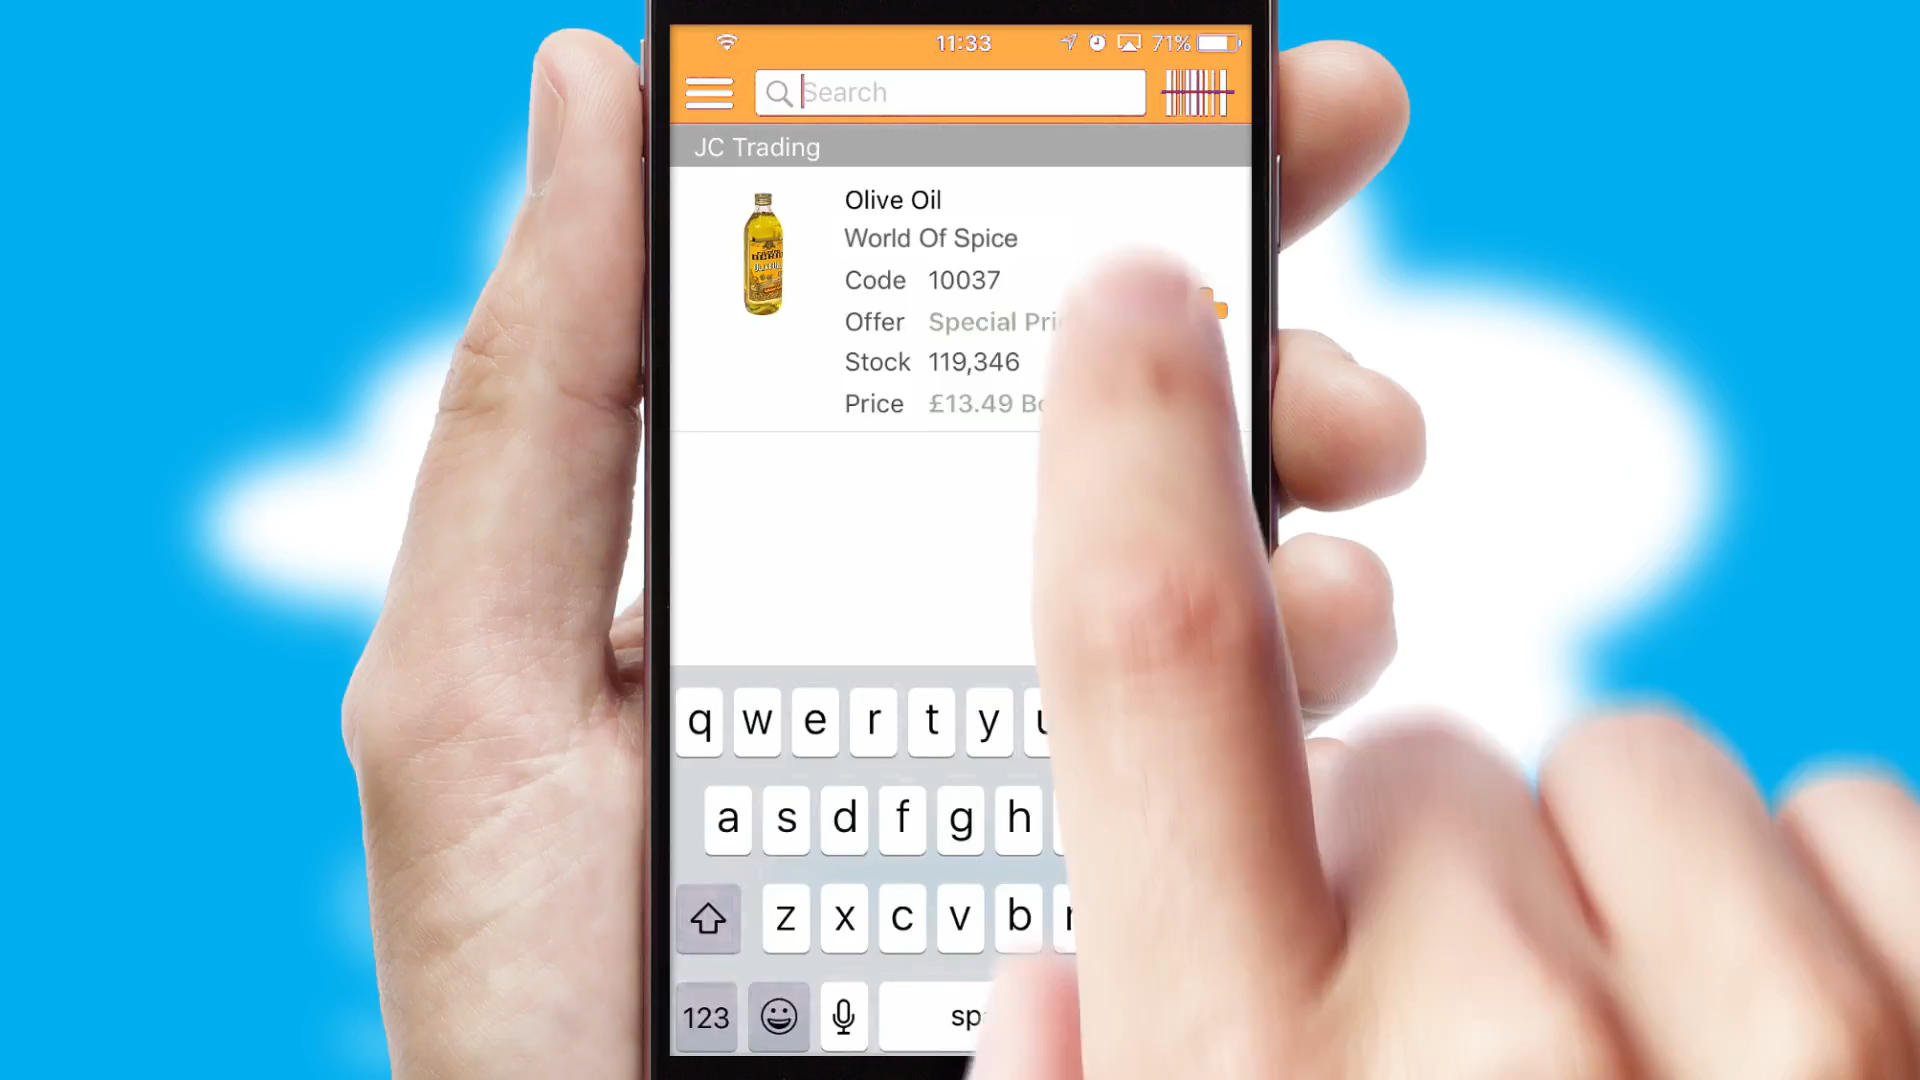 11:33 71%
Search
JC Trading
Olive Oil
World Of Spice
Code 10037
Offer Special
Stock 119,346
Price £13.49
q w e r t y
a s d f g h
z x c v b
123